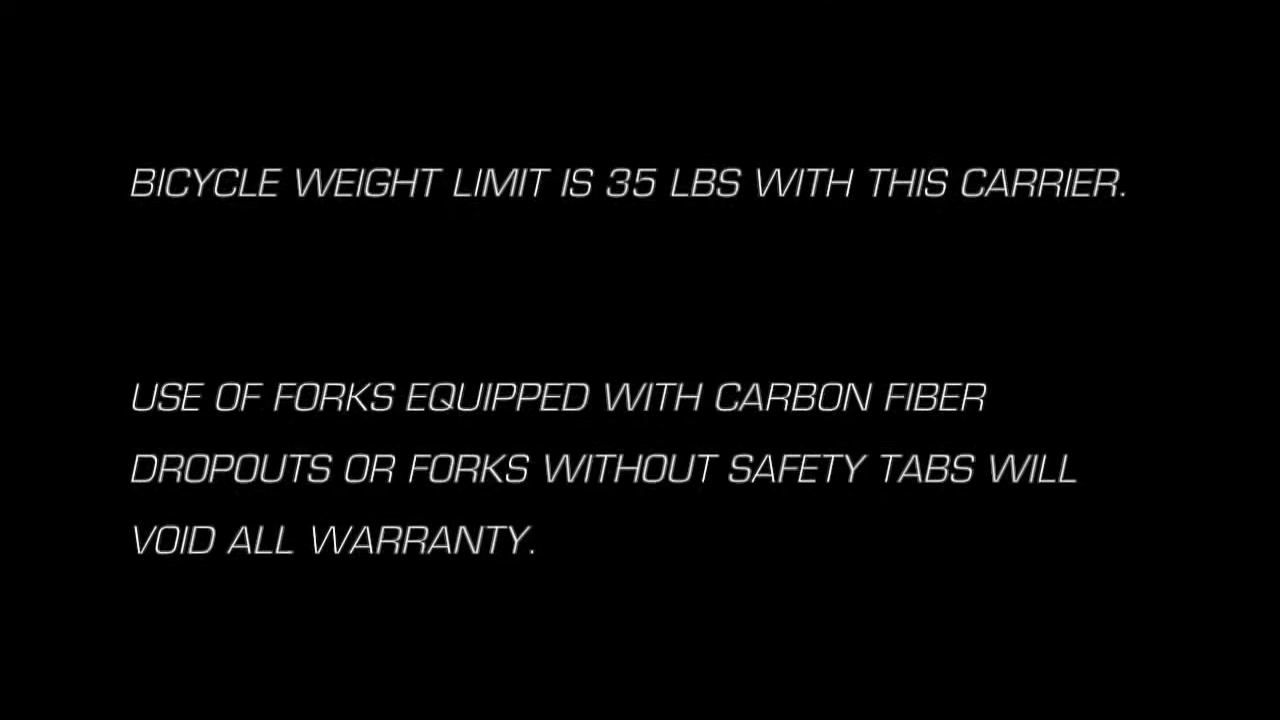 BICYCLE WEIGHT LIMIT IS 35 LBS WITH THIS CARRIER.
USE OF FORKS EQUIPPED WITH CARBON FIBER
DROPOUTS OR FORKS WITHOUT SAFETY TABS WILL
VOID ALL WARRANTY.